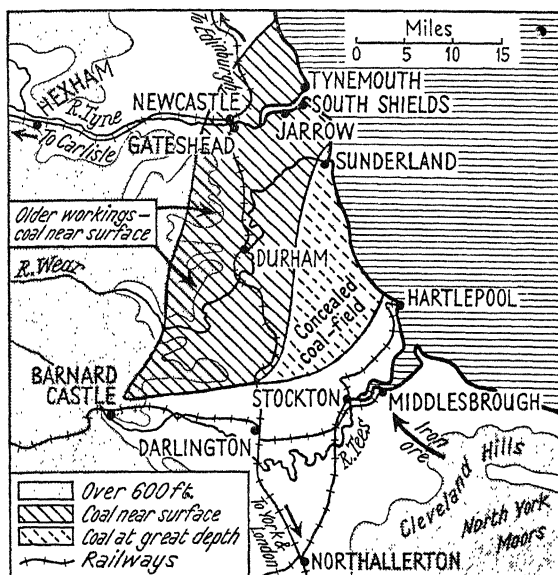 Miles
0 5 10 15
To Edinburgh
HEXHAM
R. Tyne
To Carlisle
NEWCASTLE
GATESHEAD
TYNEMOUTH
SOUTH SHIELDS
JARROW
SUNDERLAND
Older workings—
coal near surface
DURHAM
R. Wear
Concealed
coal-field
HARTLEPOOL
BARNARD
CASTLE
STOCKTON
MIDDLESBROUGH
DARLINGTON
R. Tees
Iron
ore
Cleveland Hills
North York
Moors
To York &
London
NORTHALLERTON
Over 600 ft.
Coal near surface
Coal at great depth
Railways